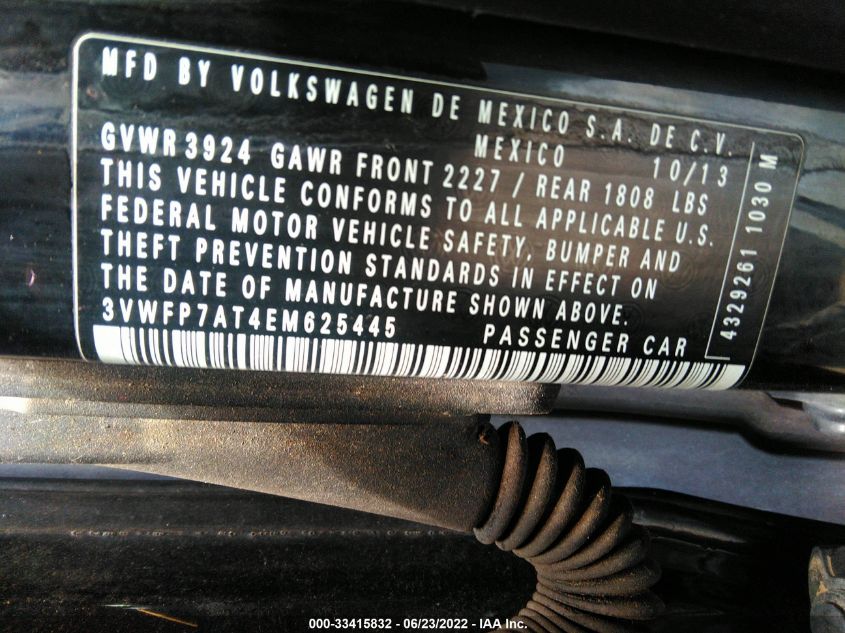 MFD BY VOLKSWAGEN DE MEXICO S.A. DE C.V.
MEXICO 10/13
GVWR 3924 GAWR FRONT 2227 / REAR 1808 LBS
THIS VEHICLE CONFORMS TO ALL APPLICABLE U.S.
FEDERAL MOTOR VEHICLE SAFETY, BUMPER AND
THEFT PREVENTION STANDARDS IN EFFECT ON
THE DATE OF MANUFACTURE SHOWN ABOVE.
3VWFP7AT4EM625445 PASSENGER CAR
4329261 1030 M
000-33415832 - 06/23/2022 - IAA Inc.